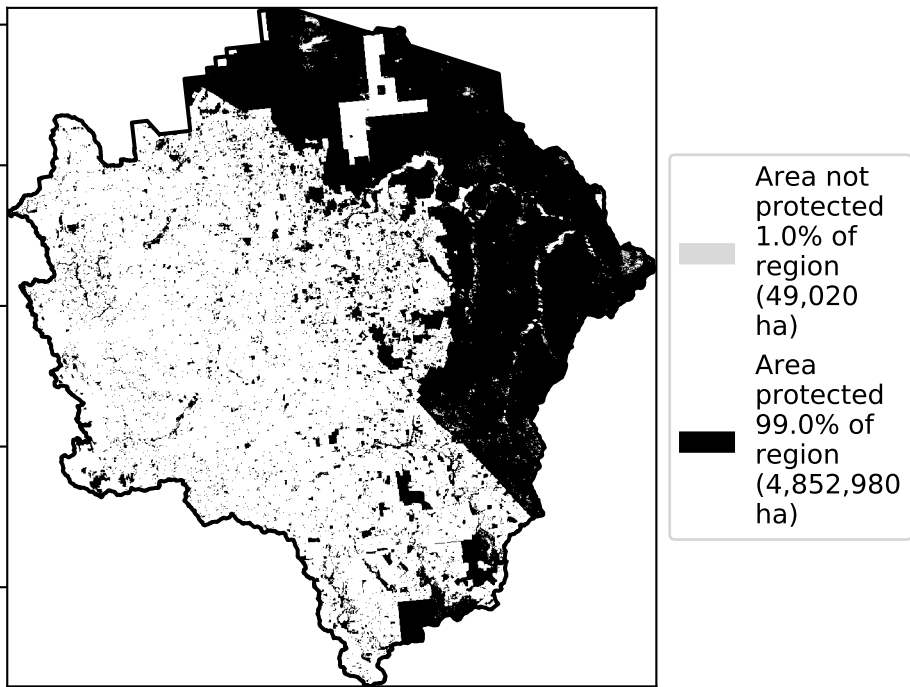 Area not
protected
1.0% of
region
(49,020
ha)
Area
protected
99.0% of
region
(4,852,980
ha)